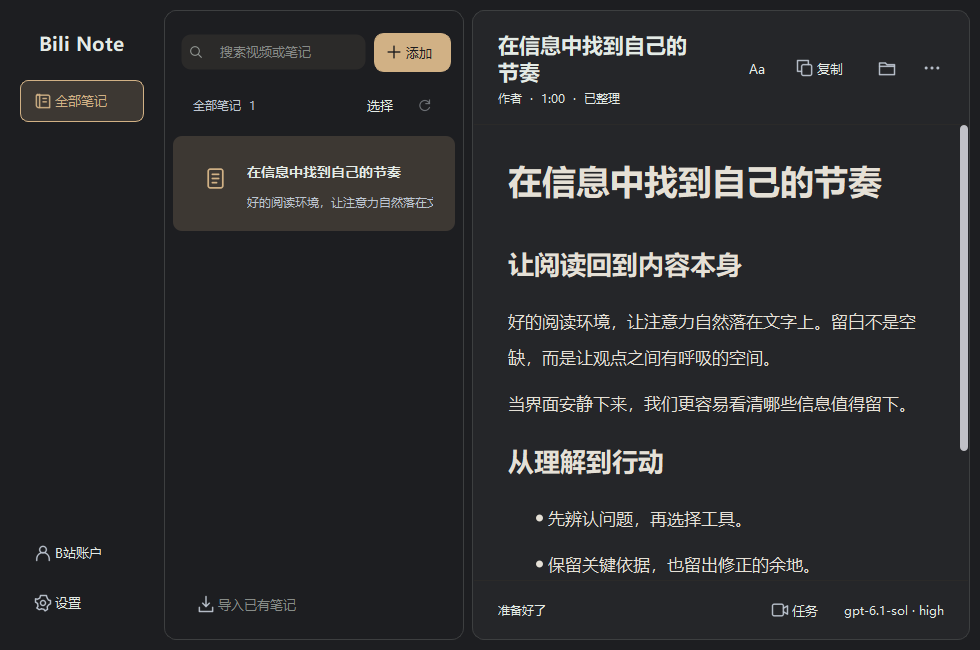 Bili Note
全部笔记
B站账户
设置
搜索视频或笔记
添加
全部笔记 1
选择
在信息中找到自己的节奏
好的阅读环境，让注意力自然落在文
导入已有笔记
在信息中找到自己的
节奏
作者 · 1:00 · 已整理
Aa
复制
在信息中找到自己的节奏
让阅读回到内容本身
好的阅读环境，让注意力自然落在文字上。留白不是空
缺，而是让观点之间有呼吸的空间。
当界面安静下来，我们更容易看清哪些信息值得留下。
从理解到行动
• 先辨认问题，再选择工具。
• 保留关键依据，也留出修正的余地。
准备好了
任务
gpt-6.1-sol · high